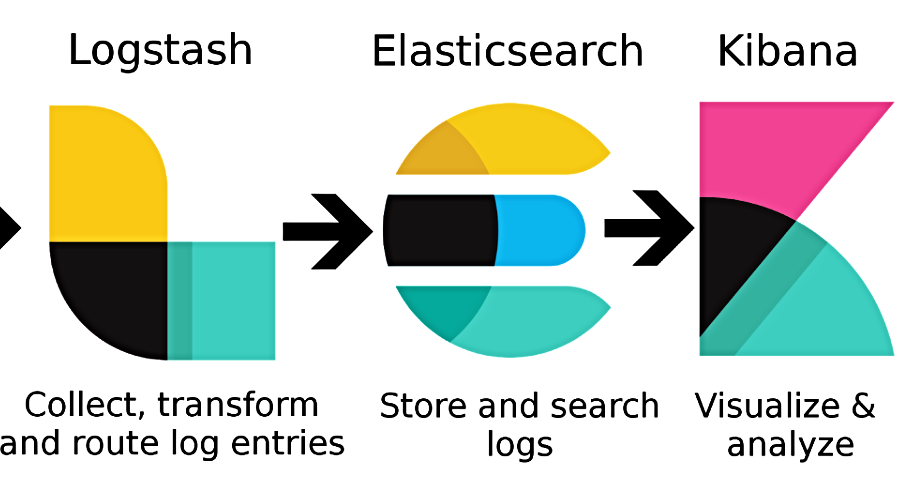 Logstash
Elasticsearch
Kibana
Collect, transform
and route log entries
Store and search
logs
Visualize &
analyze